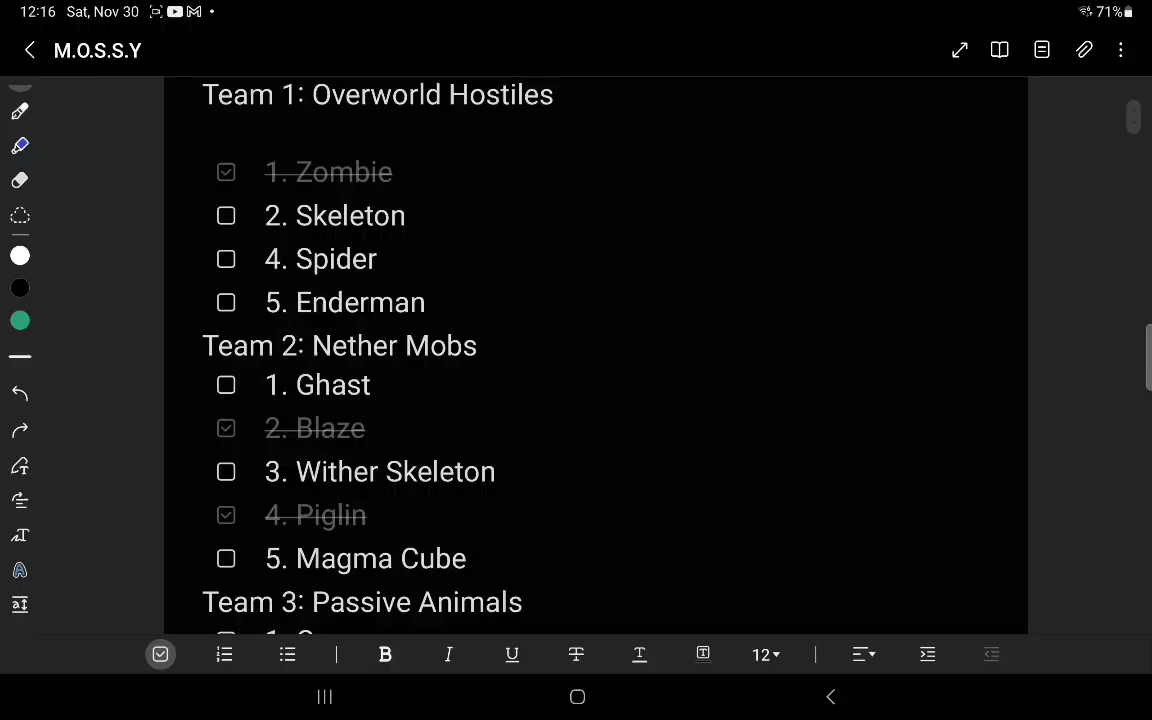 12:16 Sat, Nov 30 71%
M.O.S.S.Y
Team 1: Overworld Hostiles
1. Zombie
2. Skeleton
4. Spider
5. Enderman
Team 2: Nether Mobs
1. Ghast
2. Blaze
3. Wither Skeleton
4. Piglin
5. Magma Cube
Team 3: Passive Animals
B I U T T T 12